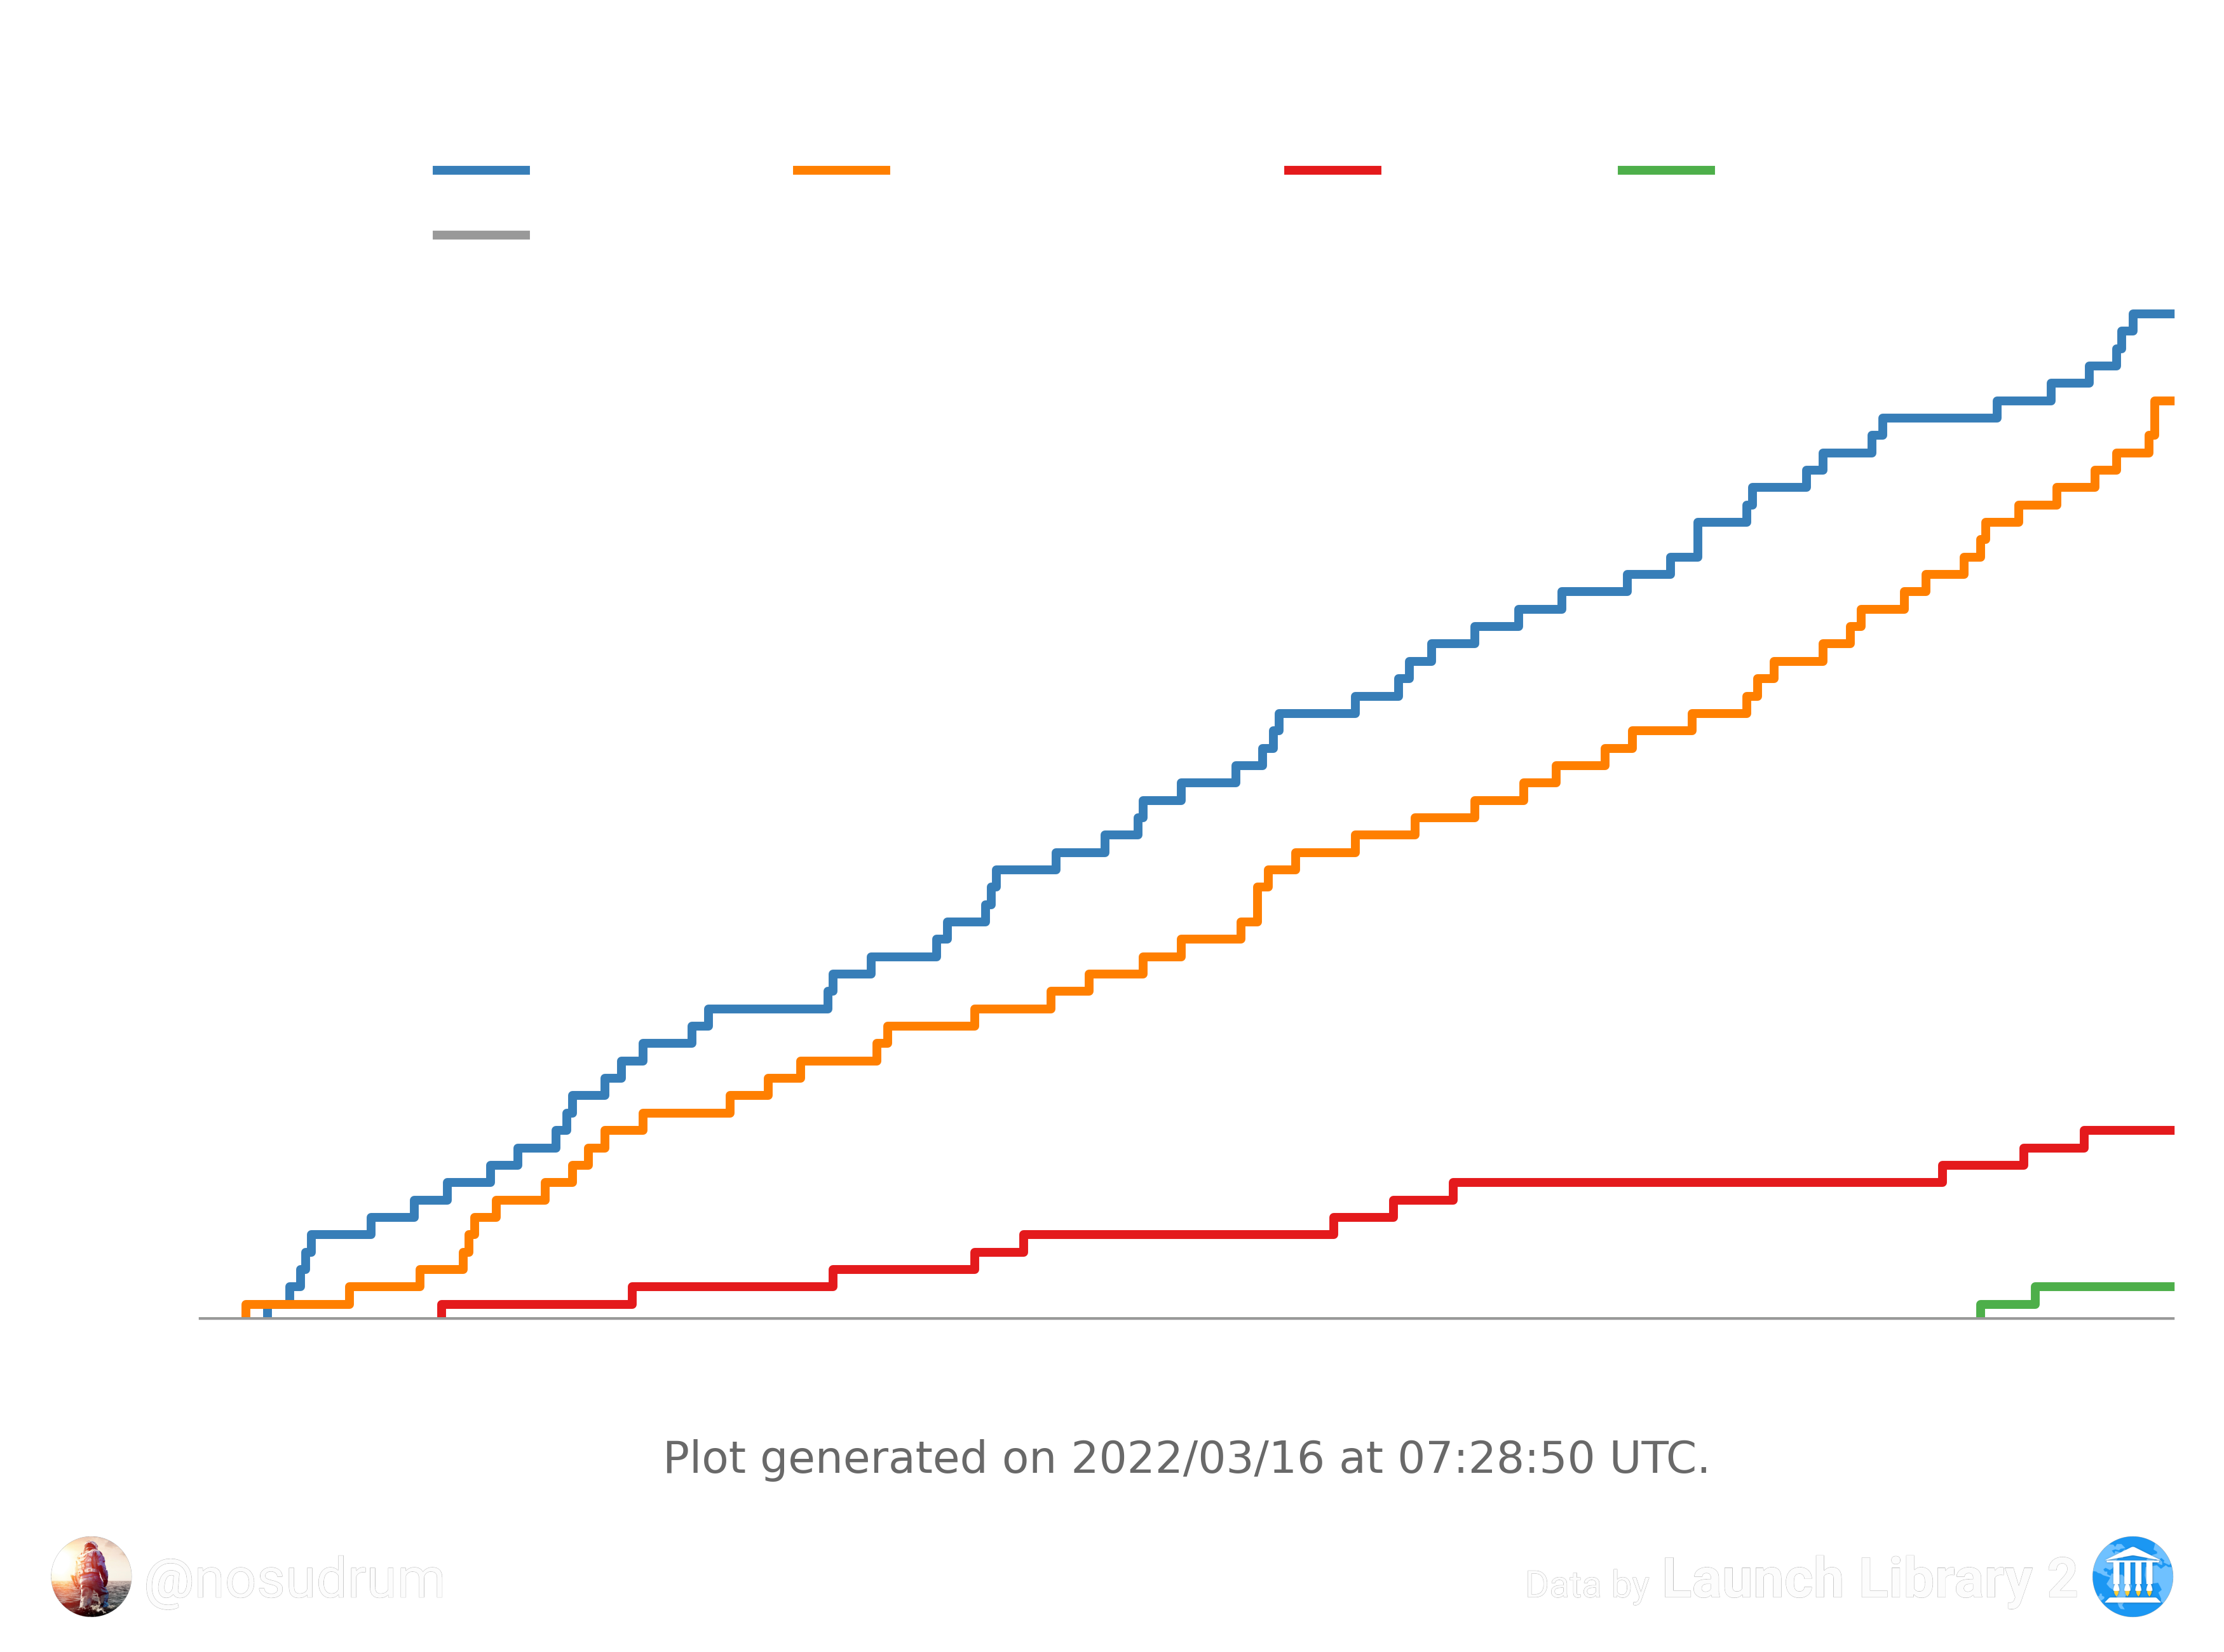 Plot generated on 2022/03/16 at 07:28:50 UTC.
@nosudrum
Data by Launch Library 2